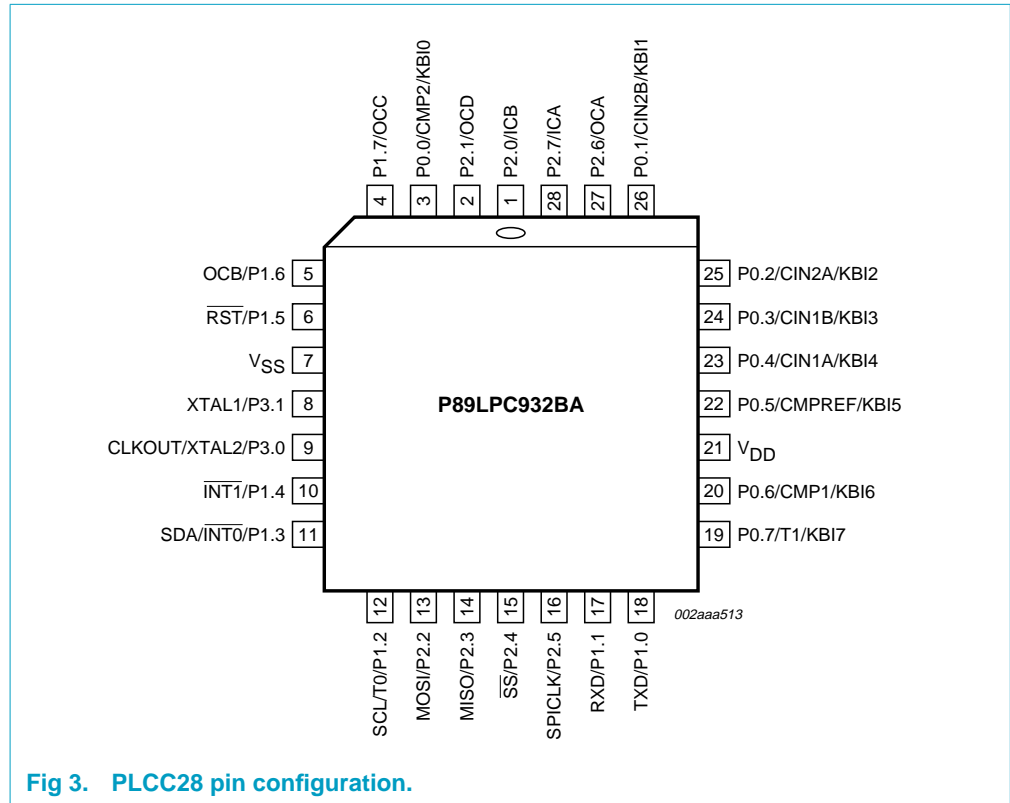 P1.7/OCC
P0.0/CMP2/KBI0
P2.1/OCD
P2.0/ICB
P2.7/ICA
P2.6/OCA
P0.1/CIN2B/KBI1
4
3
2
1
28
27
26
OCB/P1.6 5
RST/P1.5 6
VSS 7
XTAL1/P3.1 8
CLKOUT/XTAL2/P3.0 9
INT1/P1.4 10
SDA/INT0/P1.3 11
P89LPC932BA
25 P0.2/CIN2A/KBI2
24 P0.3/CIN1B/KBI3
23 P0.4/CIN1A/KBI4
22 P0.5/CMPREF/KBI5
21 VDD
20 P0.6/CMP1/KBI6
19 P0.7/T1/KBI7
12
13
14
15
16
17
18
SCL/T0/P1.2
MOSI/P2.2
MISO/P2.3
SS/P2.4
SPICLK/P2.5
RXD/P1.1
TXD/P1.0
002aaa513
Fig 3. PLCC28 pin configuration.